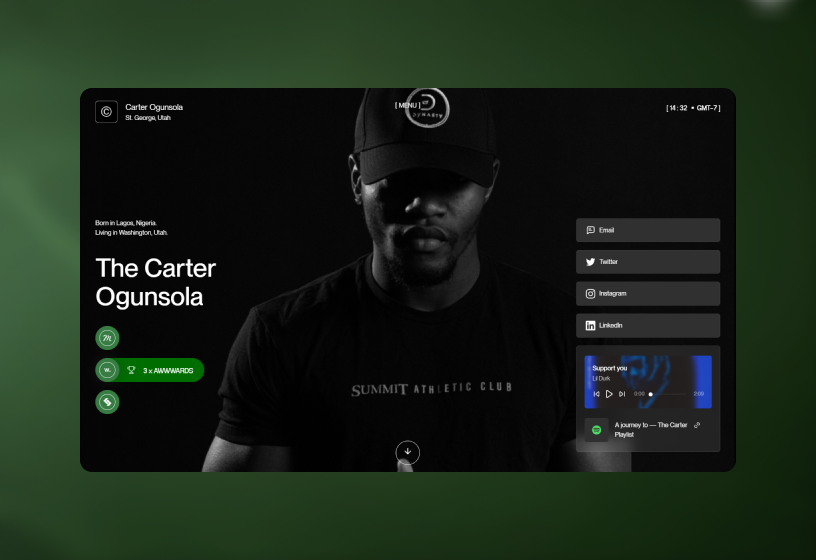 ©
Carter Ogunsola
St. George, Utah
[ MENU ]
D
DYNASTY
[ 14 : 32 • GMT–7 ]
Born in Lagos, Nigeria.
Living in Washington, Utah.
The Carter
Ogunsola
3 x AWWWARDS
W.
SUMMIT ATHLETIC CLUB
Email
Twitter
Instagram
LinkedIn
Support you
Lil Durk
0:00
A journey to — The Carter
Playlist